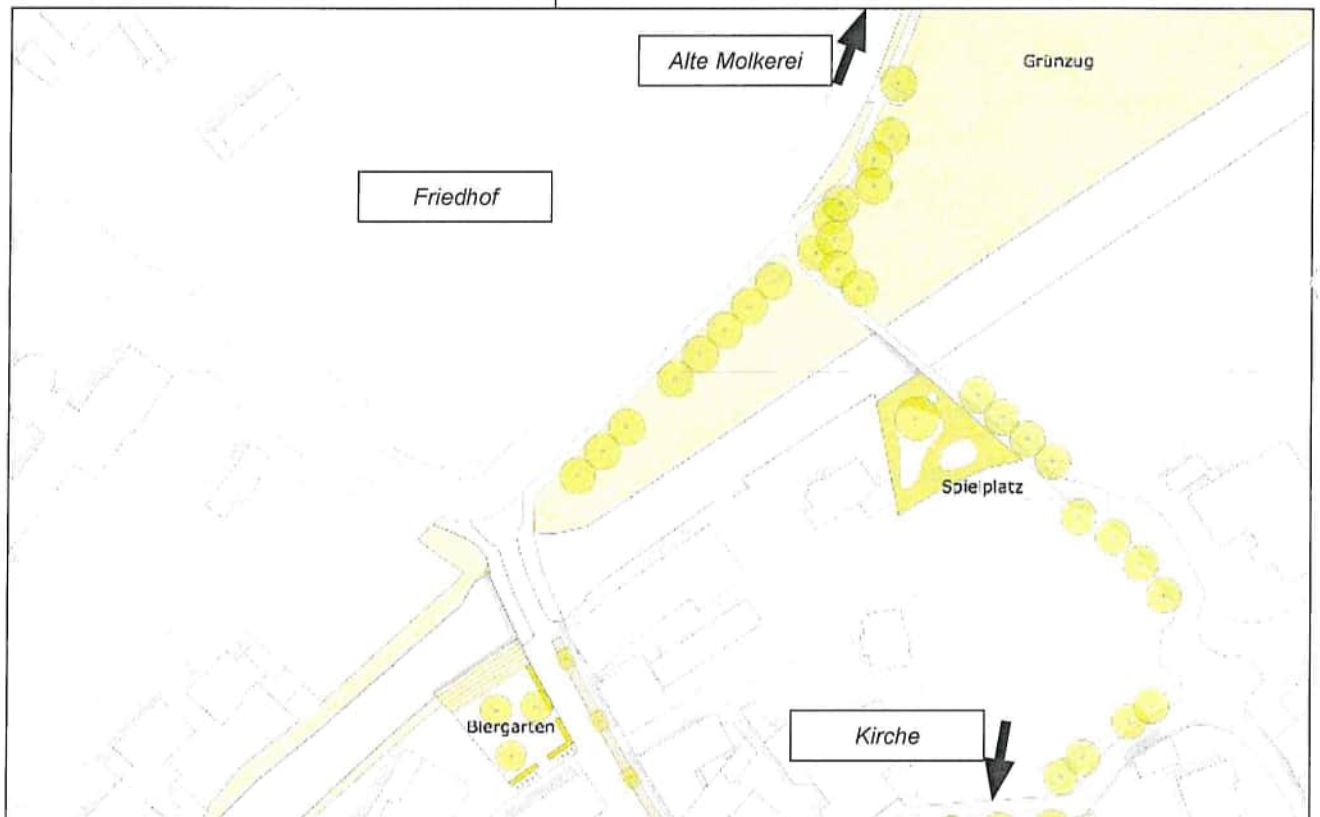 Alte Molkerei
Grünzug
Friedhof
Spielplatz
Biergarten
Kirche